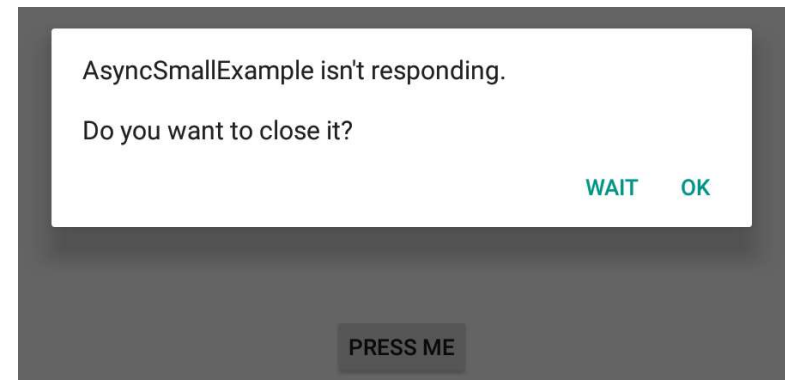 AsyncSmallExample isn't responding.
Do you want to close it?
WAIT OK
PRESS ME